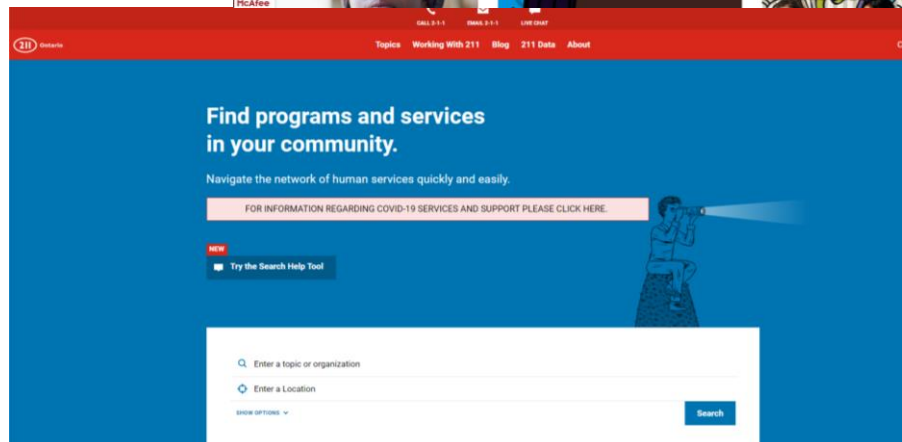 McAfee
CALL 2-1-1 EMAIL 2-1-1 LIVE CHAT
211 Ontario
Topics Working With 211 Blog 211 Data About
Find programs and services
in your community.
Navigate the network of human services quickly and easily.
FOR INFORMATION REGARDING COVID-19 SERVICES AND SUPPORT PLEASE CLICK HERE.
NEW
Try the Search Help Tool
Enter a topic or organization
Enter a Location
SHOW OPTIONS
Search